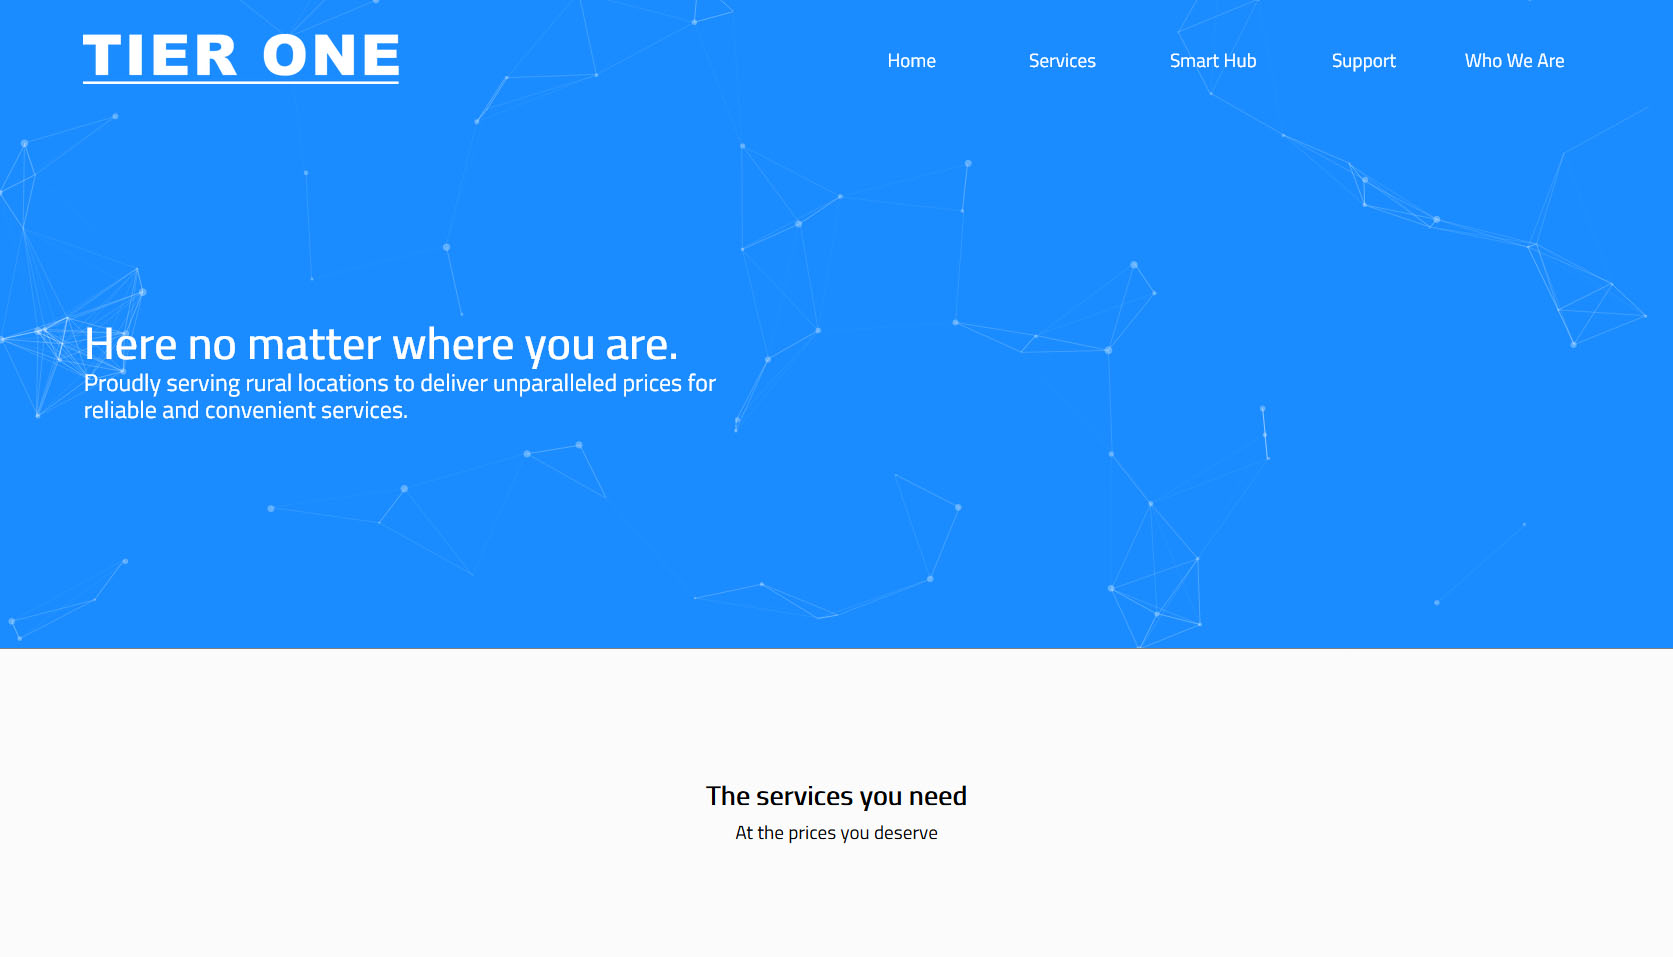 TIER ONE
Home
Services
Smart Hub
Support
Who We Are
Here no matter where you are.
Proudly serving rural locations to deliver unparalleled prices for
reliable and convenient services.
The services you need
At the prices you deserve